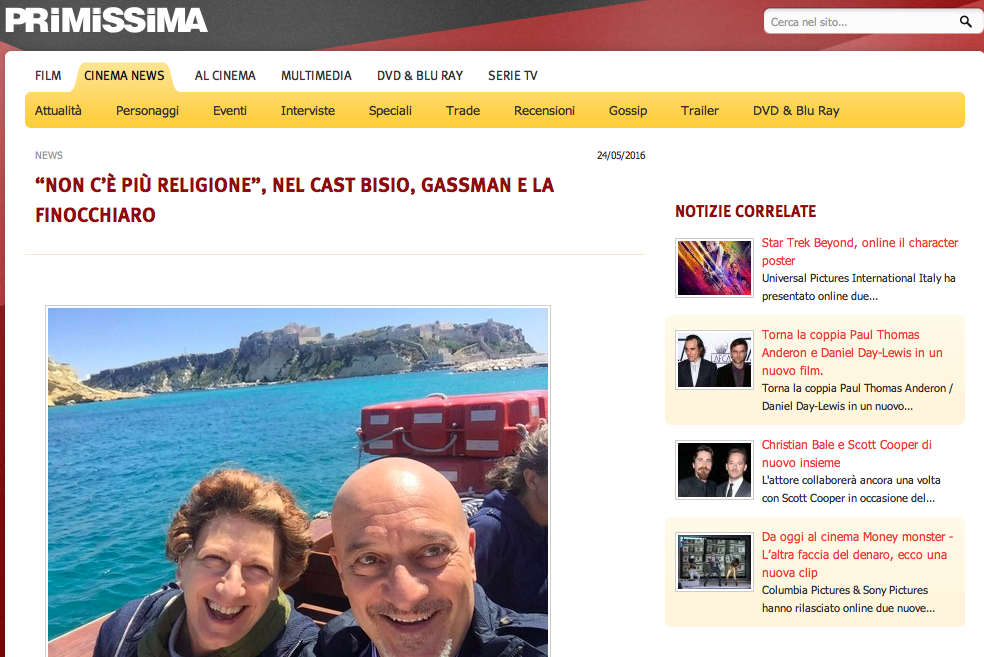 PRiMiSSiMA
Cerca nel sito...
FILM
CINEMA NEWS
AL CINEMA
MULTIMEDIA
DVD & BLU RAY
SERIE TV
Attualità
Personaggi
Eventi
Interviste
Speciali
Trade
Recensioni
Gossip
Trailer
DVD & Blu Ray
NEWS
24/05/2016
“NON C’È PIÙ RELIGIONE”, NEL CAST BISIO, GASSMAN E LA
FINOCCHIARO
NOTIZIE CORRELATE
Star Trek Beyond, online il character
poster
Universal Pictures International Italy ha
presentato online due...
Torna la coppia Paul Thomas
Anderon e Daniel Day-Lewis in un
nuovo film.
Torna la coppia Paul Thomas Anderon /
Daniel Day-Lewis in un nuovo...
Christian Bale e Scott Cooper di
nuovo insieme
L'attore collaborerà ancora una volta
con Scott Cooper in occasione del...
Da oggi al cinema Money monster -
L’altra faccia del denaro, ecco una
nuova clip
Columbia Pictures & Sony Pictures
hanno rilasciato online due nuove...